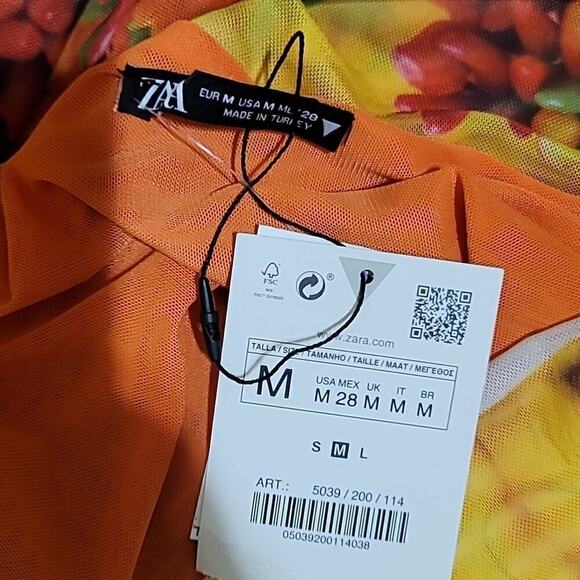 ZARA
EUR M USA M MEX 28
MADE IN TURKEY
FSC
MIX
®
www.zara.com
TALLA / SIZE / TAMANHO / TAILLE / MAAT / ΜΕΓΕΘΟΣ
M
USA MEX UK IT BR
M 28 M M M
S M L
ART.: 5039 / 200 / 114
05039200114038